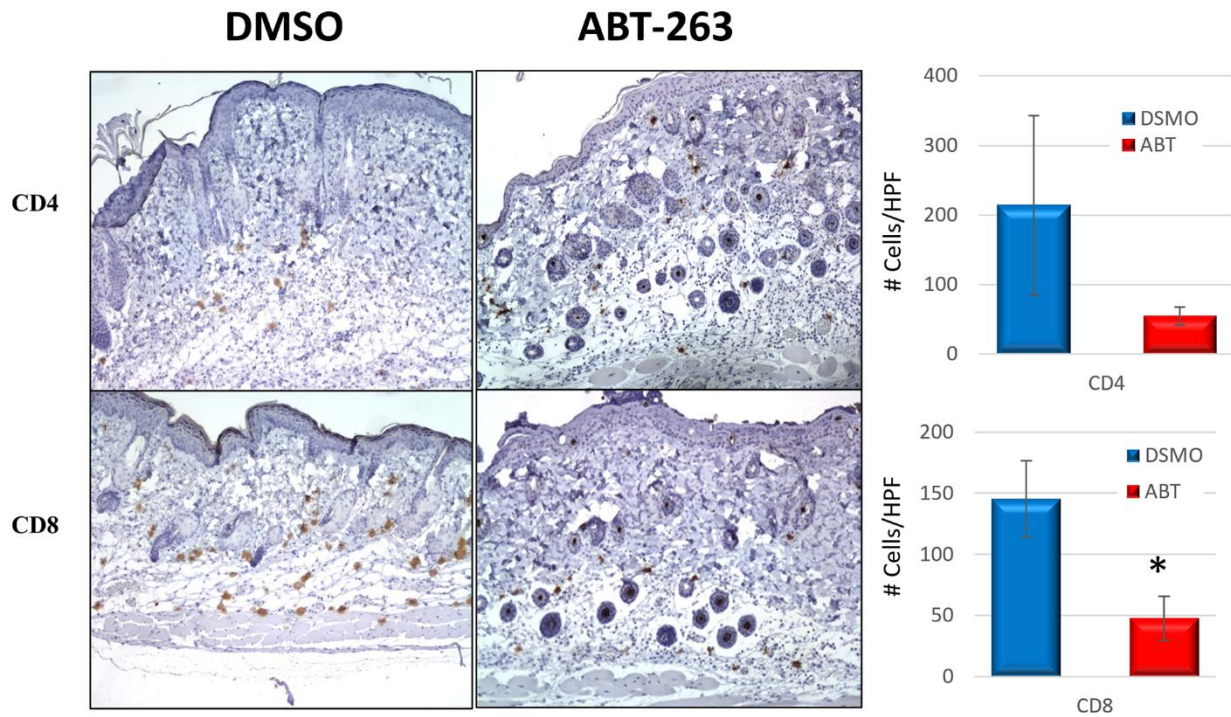 DMSO ABT-263
CD4
CD8
400
300
200
100
0
# Cells/HPF
DSMO
ABT
CD4
200
150
100
50
0
# Cells/HPF
DSMO
ABT
*
CD8